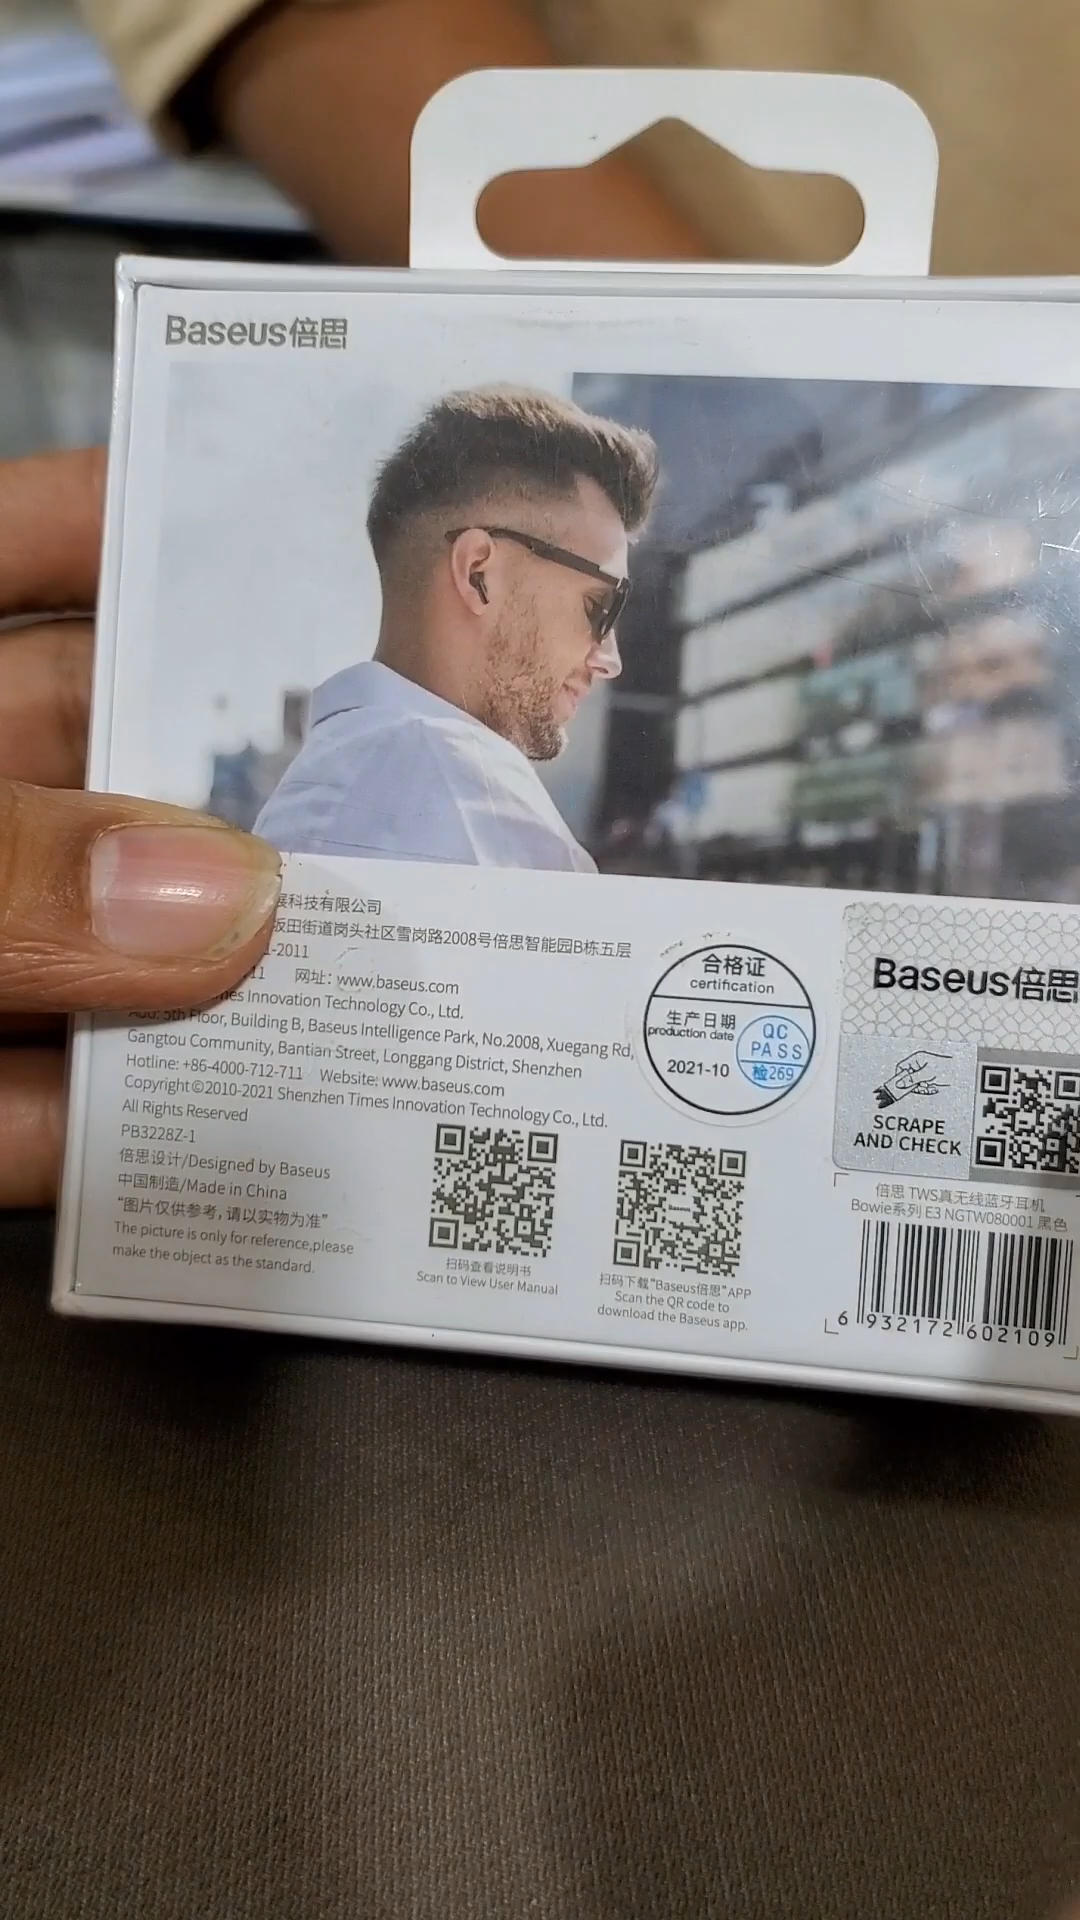 Baseus倍思
展科技有限公司
坂田街道岗头社区雪岗路2008号倍思智能园B栋五层
1-2011
11 网址：www.baseus.com
mes Innovation Technology Co., Ltd.
Add: 5th Floor, Building B, Baseus Intelligence Park, No.2008, Xuegang Rd,
Gangtou Community, Bantian Street, Longgang District, Shenzhen
Hotline: +86-4000-712-711 Website: www.baseus.com
Copyright©2010-2021 Shenzhen Times Innovation Technology Co., Ltd.
All Rights Reserved
PB3228Z-1
倍思设计/Designed by Baseus
中国制造/Made in China
“图片仅供参考, 请以实物为准”
The picture is only for reference,please
make the object as the standard.
扫码查看说明书
Scan to View User Manual
扫码下载“Baseus倍思”APP
Scan the QR code to
download the Baseus app.
合格证
certification
生产日期
production date
2021-10
QC
PASS
检269
Baseus倍思
SCRAPE
AND CHECK
倍思 TWS真无线蓝牙耳机
Bowie系列 E3 NGTW080001 黑色
6 932172 602109